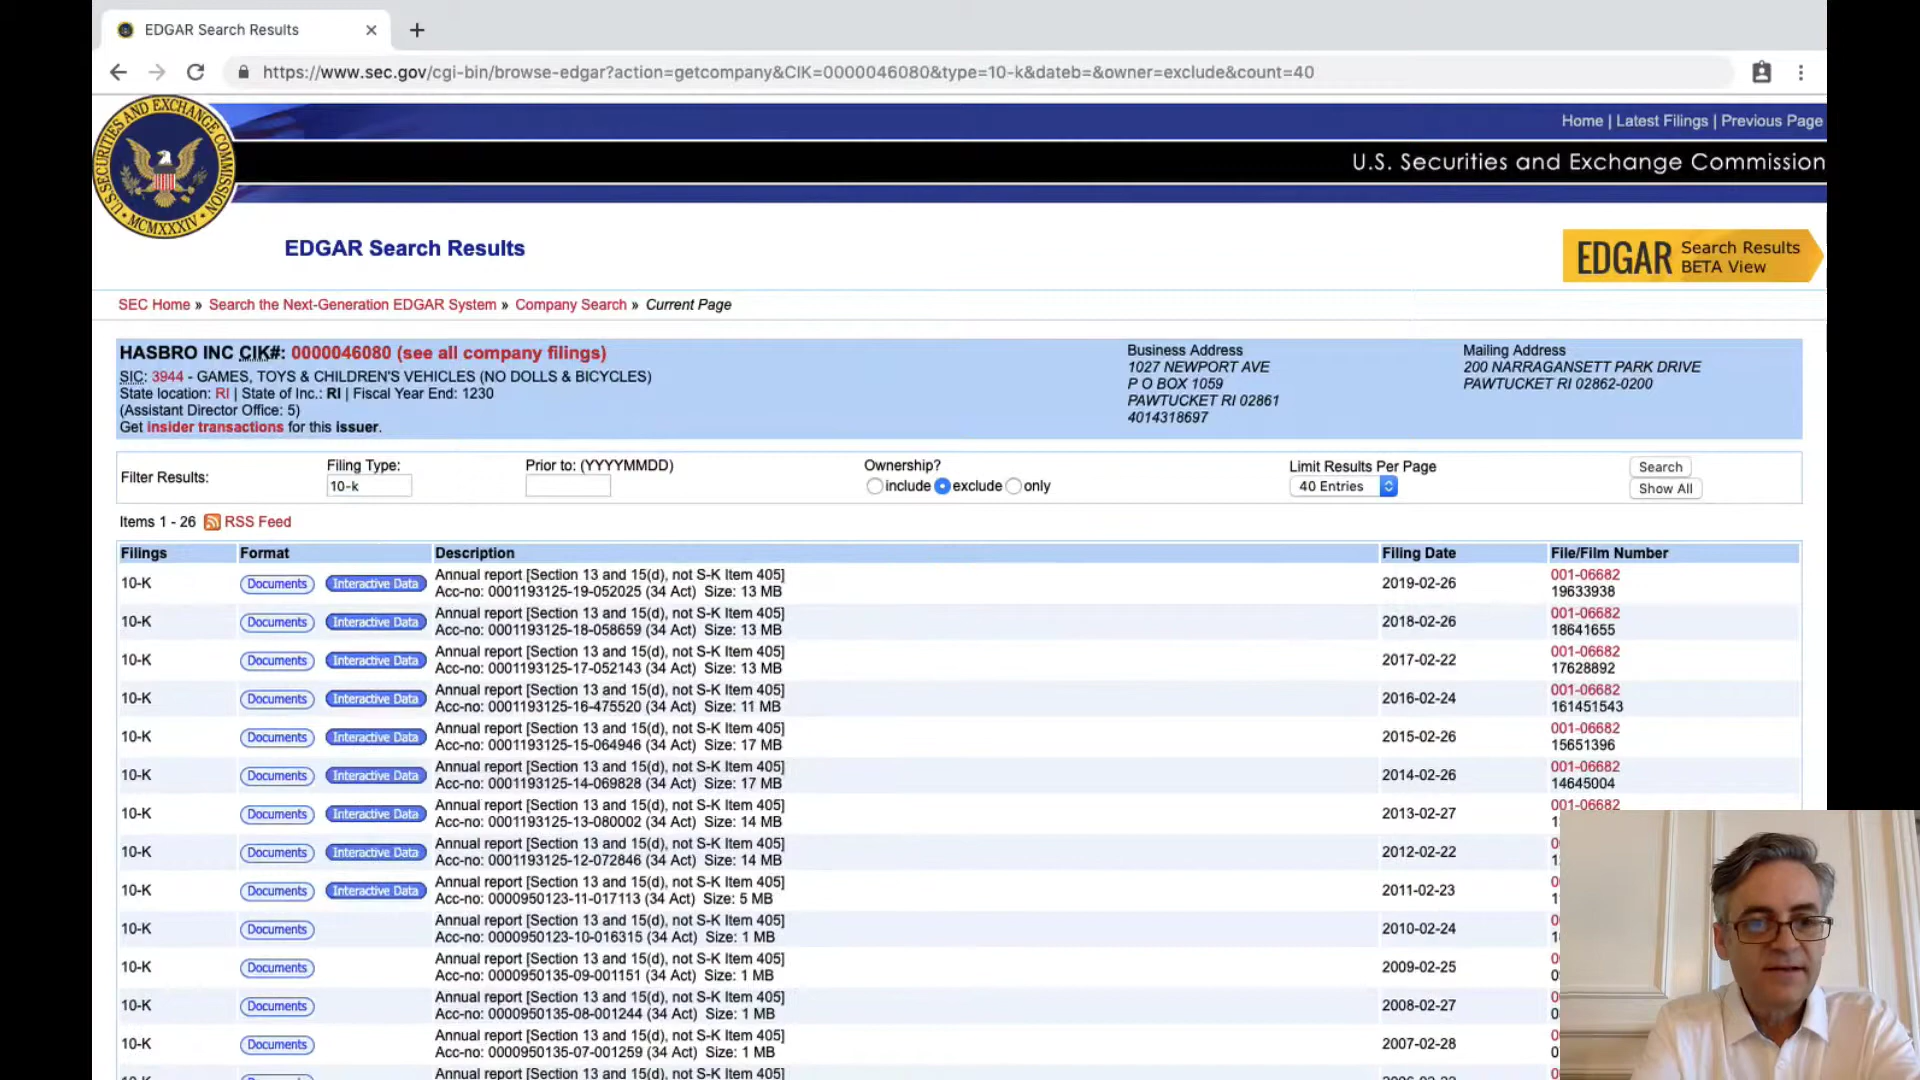 EDGAR Search Results
https://www.sec.gov/cgi-bin/browse-edgar?action=getcompany&CIK=0000046080&type=10-k&dateb=&owner=exclude&count=40
Home | Latest Filings | Previous Page
U.S. SECURITIES AND EXCHANGE COMMISSION
MCMXXXIV
U.S. Securities and Exchange Commission
EDGAR Search Results
EDGAR Search Results
BETA View
SEC Home » Search the Next-Generation EDGAR System » Company Search » Current Page
HASBRO INC CIK#: 0000046080 (see all company filings)
SIC: 3944 - GAMES, TOYS & CHILDREN'S VEHICLES (NO DOLLS & BICYCLES)
State location: RI | State of Inc.: RI | Fiscal Year End: 1230
(Assistant Director Office: 5)
Get insider transactions for this issuer.
Business Address
1027 NEWPORT AVE
P O BOX 1059
PAWTUCKET RI 02861
4014318697
Mailing Address
200 NARRAGANSETT PARK DRIVE
PAWTUCKET RI 02862-0200
Filter Results:
Filing Type:
10-k
Prior to: (YYYYMMDD)
Ownership?
include exclude only
Limit Results Per Page
40 Entries
Search
Show All
Items 1 - 26 RSS Feed
Filings Format Description Filing Date File/Film Number
10-K Documents Interactive Data Annual report [Section 13 and 15(d), not S-K Item 405] 2019-02-26 001-06682
Acc-no: 0001193125-19-052025 (34 Act) Size: 13 MB 19633938
10-K Documents Interactive Data Annual report [Section 13 and 15(d), not S-K Item 405] 2018-02-26 001-06682
Acc-no: 0001193125-18-058659 (34 Act) Size: 13 MB 18641655
10-K Documents Interactive Data Annual report [Section 13 and 15(d), not S-K Item 405] 2017-02-22 001-06682
Acc-no: 0001193125-17-052143 (34 Act) Size: 13 MB 17628892
10-K Documents Interactive Data Annual report [Section 13 and 15(d), not S-K Item 405] 2016-02-24 001-06682
Acc-no: 0001193125-16-475520 (34 Act) Size: 11 MB 161451543
10-K Documents Interactive Data Annual report [Section 13 and 15(d), not S-K Item 405] 2015-02-26 001-06682
Acc-no: 0001193125-15-064946 (34 Act) Size: 17 MB 15651396
10-K Documents Interactive Data Annual report [Section 13 and 15(d), not S-K Item 405] 2014-02-26 001-06682
Acc-no: 0001193125-14-069828 (34 Act) Size: 17 MB 14645004
10-K Documents Interactive Data Annual report [Section 13 and 15(d), not S-K Item 405] 2013-02-27 001-06682
Acc-no: 0001193125-13-080002 (34 Act) Size: 14 MB
10-K Documents Interactive Data Annual report [Section 13 and 15(d), not S-K Item 405] 2012-02-22
Acc-no: 0001193125-12-072846 (34 Act) Size: 14 MB
10-K Documents Interactive Data Annual report [Section 13 and 15(d), not S-K Item 405] 2011-02-23
Acc-no: 0000950123-11-017113 (34 Act) Size: 5 MB
10-K Documents Annual report [Section 13 and 15(d), not S-K Item 405] 2010-02-24
Acc-no: 0000950123-10-016315 (34 Act) Size: 1 MB
10-K Documents Annual report [Section 13 and 15(d), not S-K Item 405] 2009-02-25
Acc-no: 0000950135-09-001151 (34 Act) Size: 1 MB
10-K Documents Annual report [Section 13 and 15(d), not S-K Item 405] 2008-02-27
Acc-no: 0000950135-08-001244 (34 Act) Size: 1 MB
10-K Documents Annual report [Section 13 and 15(d), not S-K Item 405] 2007-02-28
Acc-no: 0000950135-07-001259 (34 Act) Size: 1 MB
Annual report [Section 13 and 15(d), not S-K Item 405]